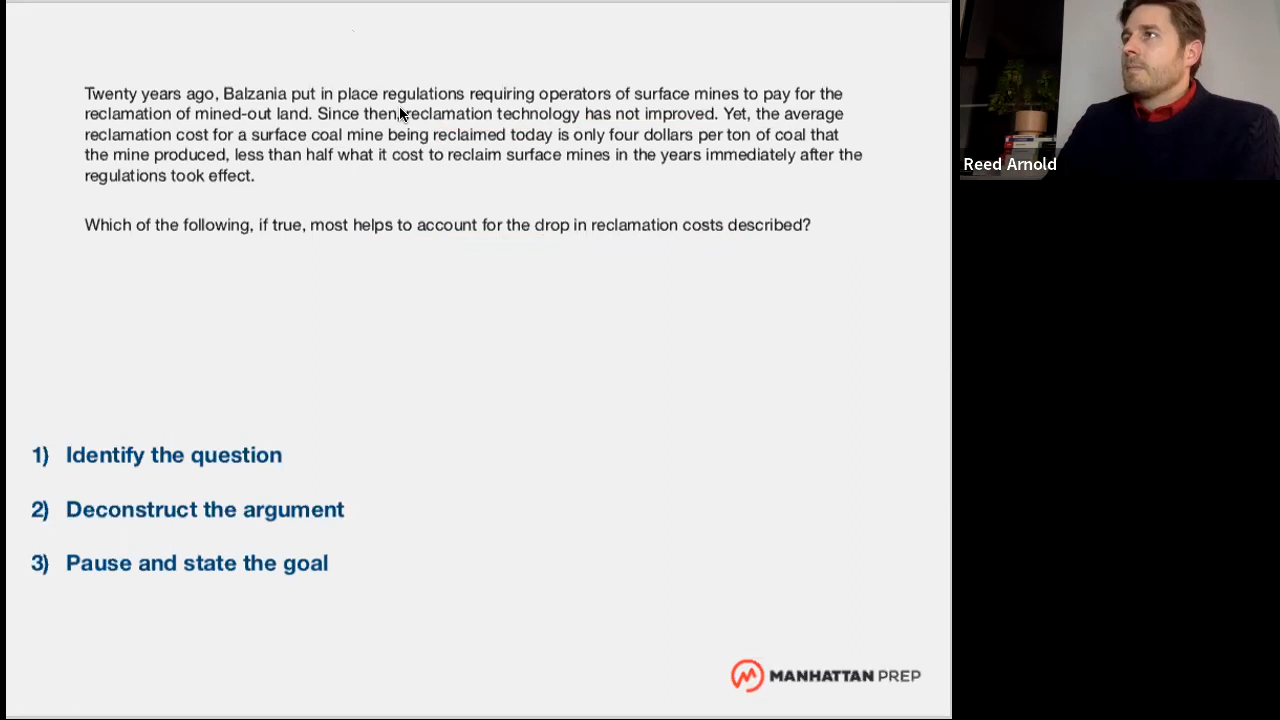 Twenty years ago, Balzania put in place regulations requiring operators of surface mines to pay for the
reclamation of mined-out land. Since then, reclamation technology has not improved. Yet, the average
reclamation cost for a surface coal mine being reclaimed today is only four dollars per ton of coal that
the mine produced, less than half what it cost to reclaim surface mines in the years immediately after the
regulations took effect.
Which of the following, if true, most helps to account for the drop in reclamation costs described?
Reed Arnold
1) Identify the question
2) Deconstruct the argument
3) Pause and state the goal
MANHATTAN PREP